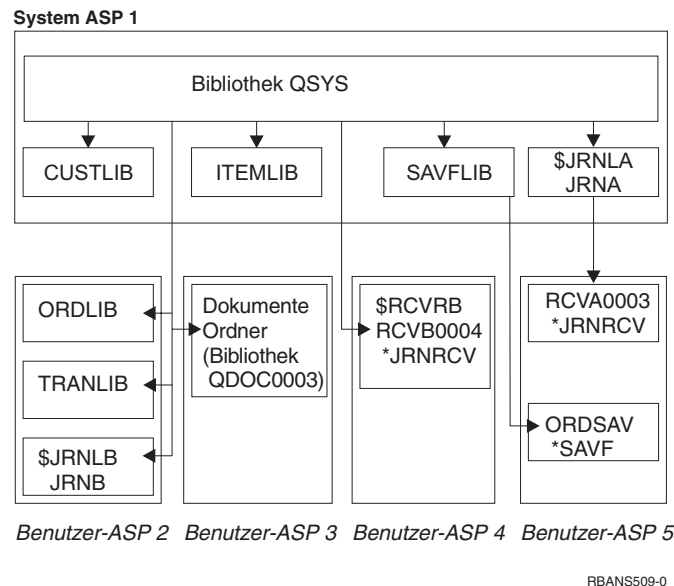 System ASP 1
Bibliothek QSYS
CUSTLIB
ITEMLIB
SAVFLIB
$JRNLA
JRNA
ORDLIB
TRANLIB
$JRNLB
JRNB
Dokumente
Ordner
(Bibliothek
QDOC0003)
$RCVRB
RCVB0004
*JRNRCV
RCVA0003
*JRNRCV
ORDSAV
*SAVF
Benutzer-ASP 2
Benutzer-ASP 3
Benutzer-ASP 4
Benutzer-ASP 5
RBANS509-0